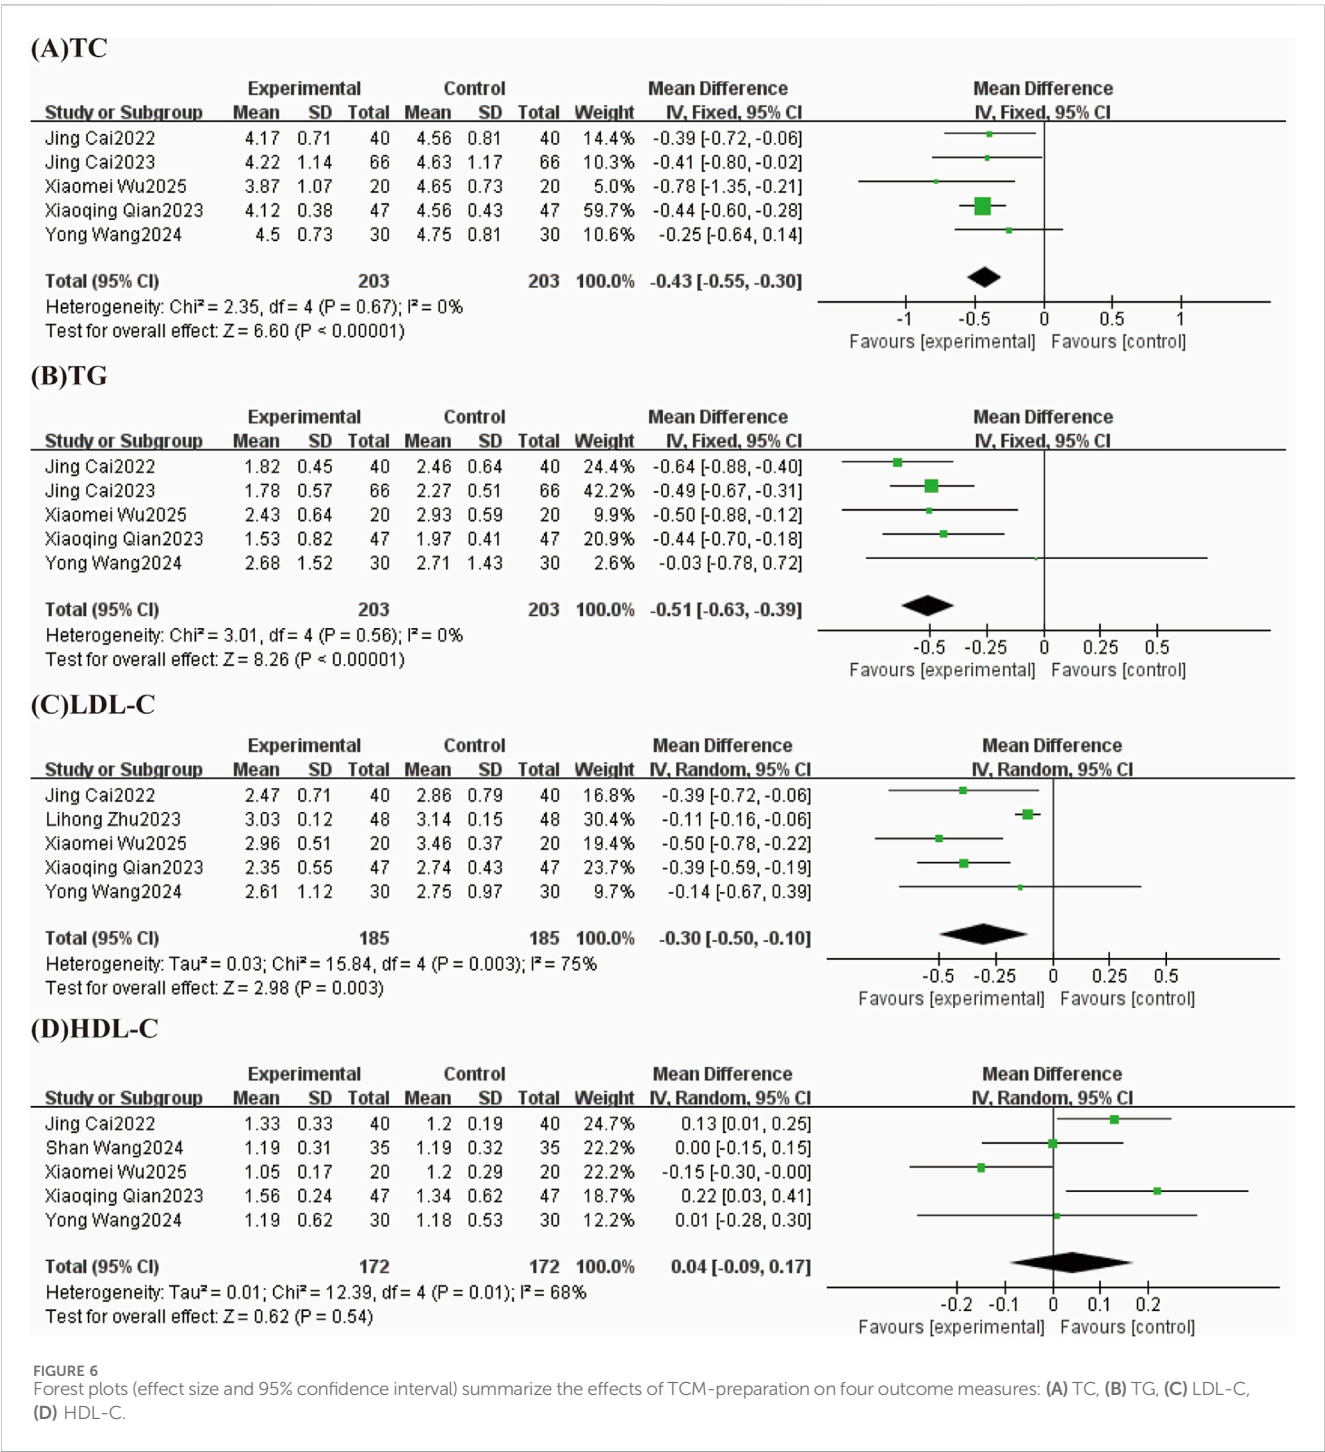 (A)TC
Experimental Control Mean Difference Mean Difference
Study or Subgroup Mean SD Total Mean SD Total Weight IV, Fixed, 95% CI IV, Fixed, 95% CI
Jing Cai2022 4.17 0.71 40 4.56 0.81 40 14.4% -0.39 [-0.72, -0.06]
Jing Cai2023 4.22 1.14 66 4.63 1.17 66 10.3% -0.41 [-0.80, -0.02]
Xiaomei Wu2025 3.87 1.07 20 4.65 0.73 20 5.0% -0.78 [-1.35, -0.21]
Xiaoqing Qian2023 4.12 0.38 47 4.56 0.43 47 59.7% -0.44 [-0.60, -0.28]
Yong Wang2024 4.5 0.73 30 4.75 0.81 30 10.6% -0.25 [-0.64, 0.14]
Total (95% CI) 203 203 100.0% -0.43 [-0.55, -0.30]
Heterogeneity: Chi² = 2.35, df = 4 (P = 0.67); I² = 0%
Test for overall effect: Z = 6.60 (P < 0.00001)
-1 -0.5 0 0.5 1
Favours [experimental] Favours [control]
(B)TG
Experimental Control Mean Difference Mean Difference
Study or Subgroup Mean SD Total Mean SD Total Weight IV, Fixed, 95% CI IV, Fixed, 95% CI
Jing Cai2022 1.82 0.45 40 2.46 0.64 40 24.4% -0.64 [-0.88, -0.40]
Jing Cai2023 1.78 0.57 66 2.27 0.51 66 42.2% -0.49 [-0.67, -0.31]
Xiaomei Wu2025 2.43 0.64 20 2.93 0.59 20 9.9% -0.50 [-0.88, -0.12]
Xiaoqing Qian2023 1.53 0.82 47 1.97 0.41 47 20.9% -0.44 [-0.70, -0.18]
Yong Wang2024 2.68 1.52 30 2.71 1.43 30 2.6% -0.03 [-0.78, 0.72]
Total (95% CI) 203 203 100.0% -0.51 [-0.63, -0.39]
Heterogeneity: Chi² = 3.01, df = 4 (P = 0.56); I² = 0%
Test for overall effect: Z = 8.26 (P < 0.00001)
-0.5 -0.25 0 0.25 0.5
Favours [experimental] Favours [control]
(C)LDL-C
Experimental Control Mean Difference Mean Difference
Study or Subgroup Mean SD Total Mean SD Total Weight IV, Random, 95% CI IV, Random, 95% CI
Jing Cai2022 2.47 0.71 40 2.86 0.79 40 16.8% -0.39 [-0.72, -0.06]
Lihong Zhu2023 3.03 0.12 48 3.14 0.15 48 30.4% -0.11 [-0.16, -0.06]
Xiaomei Wu2025 2.96 0.51 20 3.46 0.37 20 19.4% -0.50 [-0.78, -0.22]
Xiaoqing Qian2023 2.35 0.55 47 2.74 0.43 47 23.7% -0.39 [-0.59, -0.19]
Yong Wang2024 2.61 1.12 30 2.75 0.97 30 9.7% -0.14 [-0.67, 0.39]
Total (95% CI) 185 185 100.0% -0.30 [-0.50, -0.10]
Heterogeneity: Tau² = 0.03; Chi² = 15.84, df = 4 (P = 0.003); I² = 75%
Test for overall effect: Z = 2.98 (P = 0.003)
-0.5 -0.25 0 0.25 0.5
Favours [experimental] Favours [control]
(D)HDL-C
Experimental Control Mean Difference Mean Difference
Study or Subgroup Mean SD Total Mean SD Total Weight IV, Random, 95% CI IV, Random, 95% CI
Jing Cai2022 1.33 0.33 40 1.2 0.19 40 24.7% 0.13 [0.01, 0.25]
Shan Wang2024 1.19 0.31 35 1.19 0.32 35 22.2% 0.00 [-0.15, 0.15]
Xiaomei Wu2025 1.05 0.17 20 1.2 0.29 20 22.2% -0.15 [-0.30, -0.00]
Xiaoqing Qian2023 1.56 0.24 47 1.34 0.62 47 18.7% 0.22 [0.03, 0.41]
Yong Wang2024 1.19 0.62 30 1.18 0.53 30 12.2% 0.01 [-0.28, 0.30]
Total (95% CI) 172 172 100.0% 0.04 [-0.09, 0.17]
Heterogeneity: Tau² = 0.01; Chi² = 12.39, df = 4 (P = 0.01); I² = 68%
Test for overall effect: Z = 0.62 (P = 0.54)
-0.2 -0.1 0 0.1 0.2
Favours [experimental] Favours [control]
FIGURE 6
Forest plots (effect size and 95% confidence interval) summarize the effects of TCM-preparation on four outcome measures: (A) TC, (B) TG, (C) LDL-C,
(D) HDL-C.